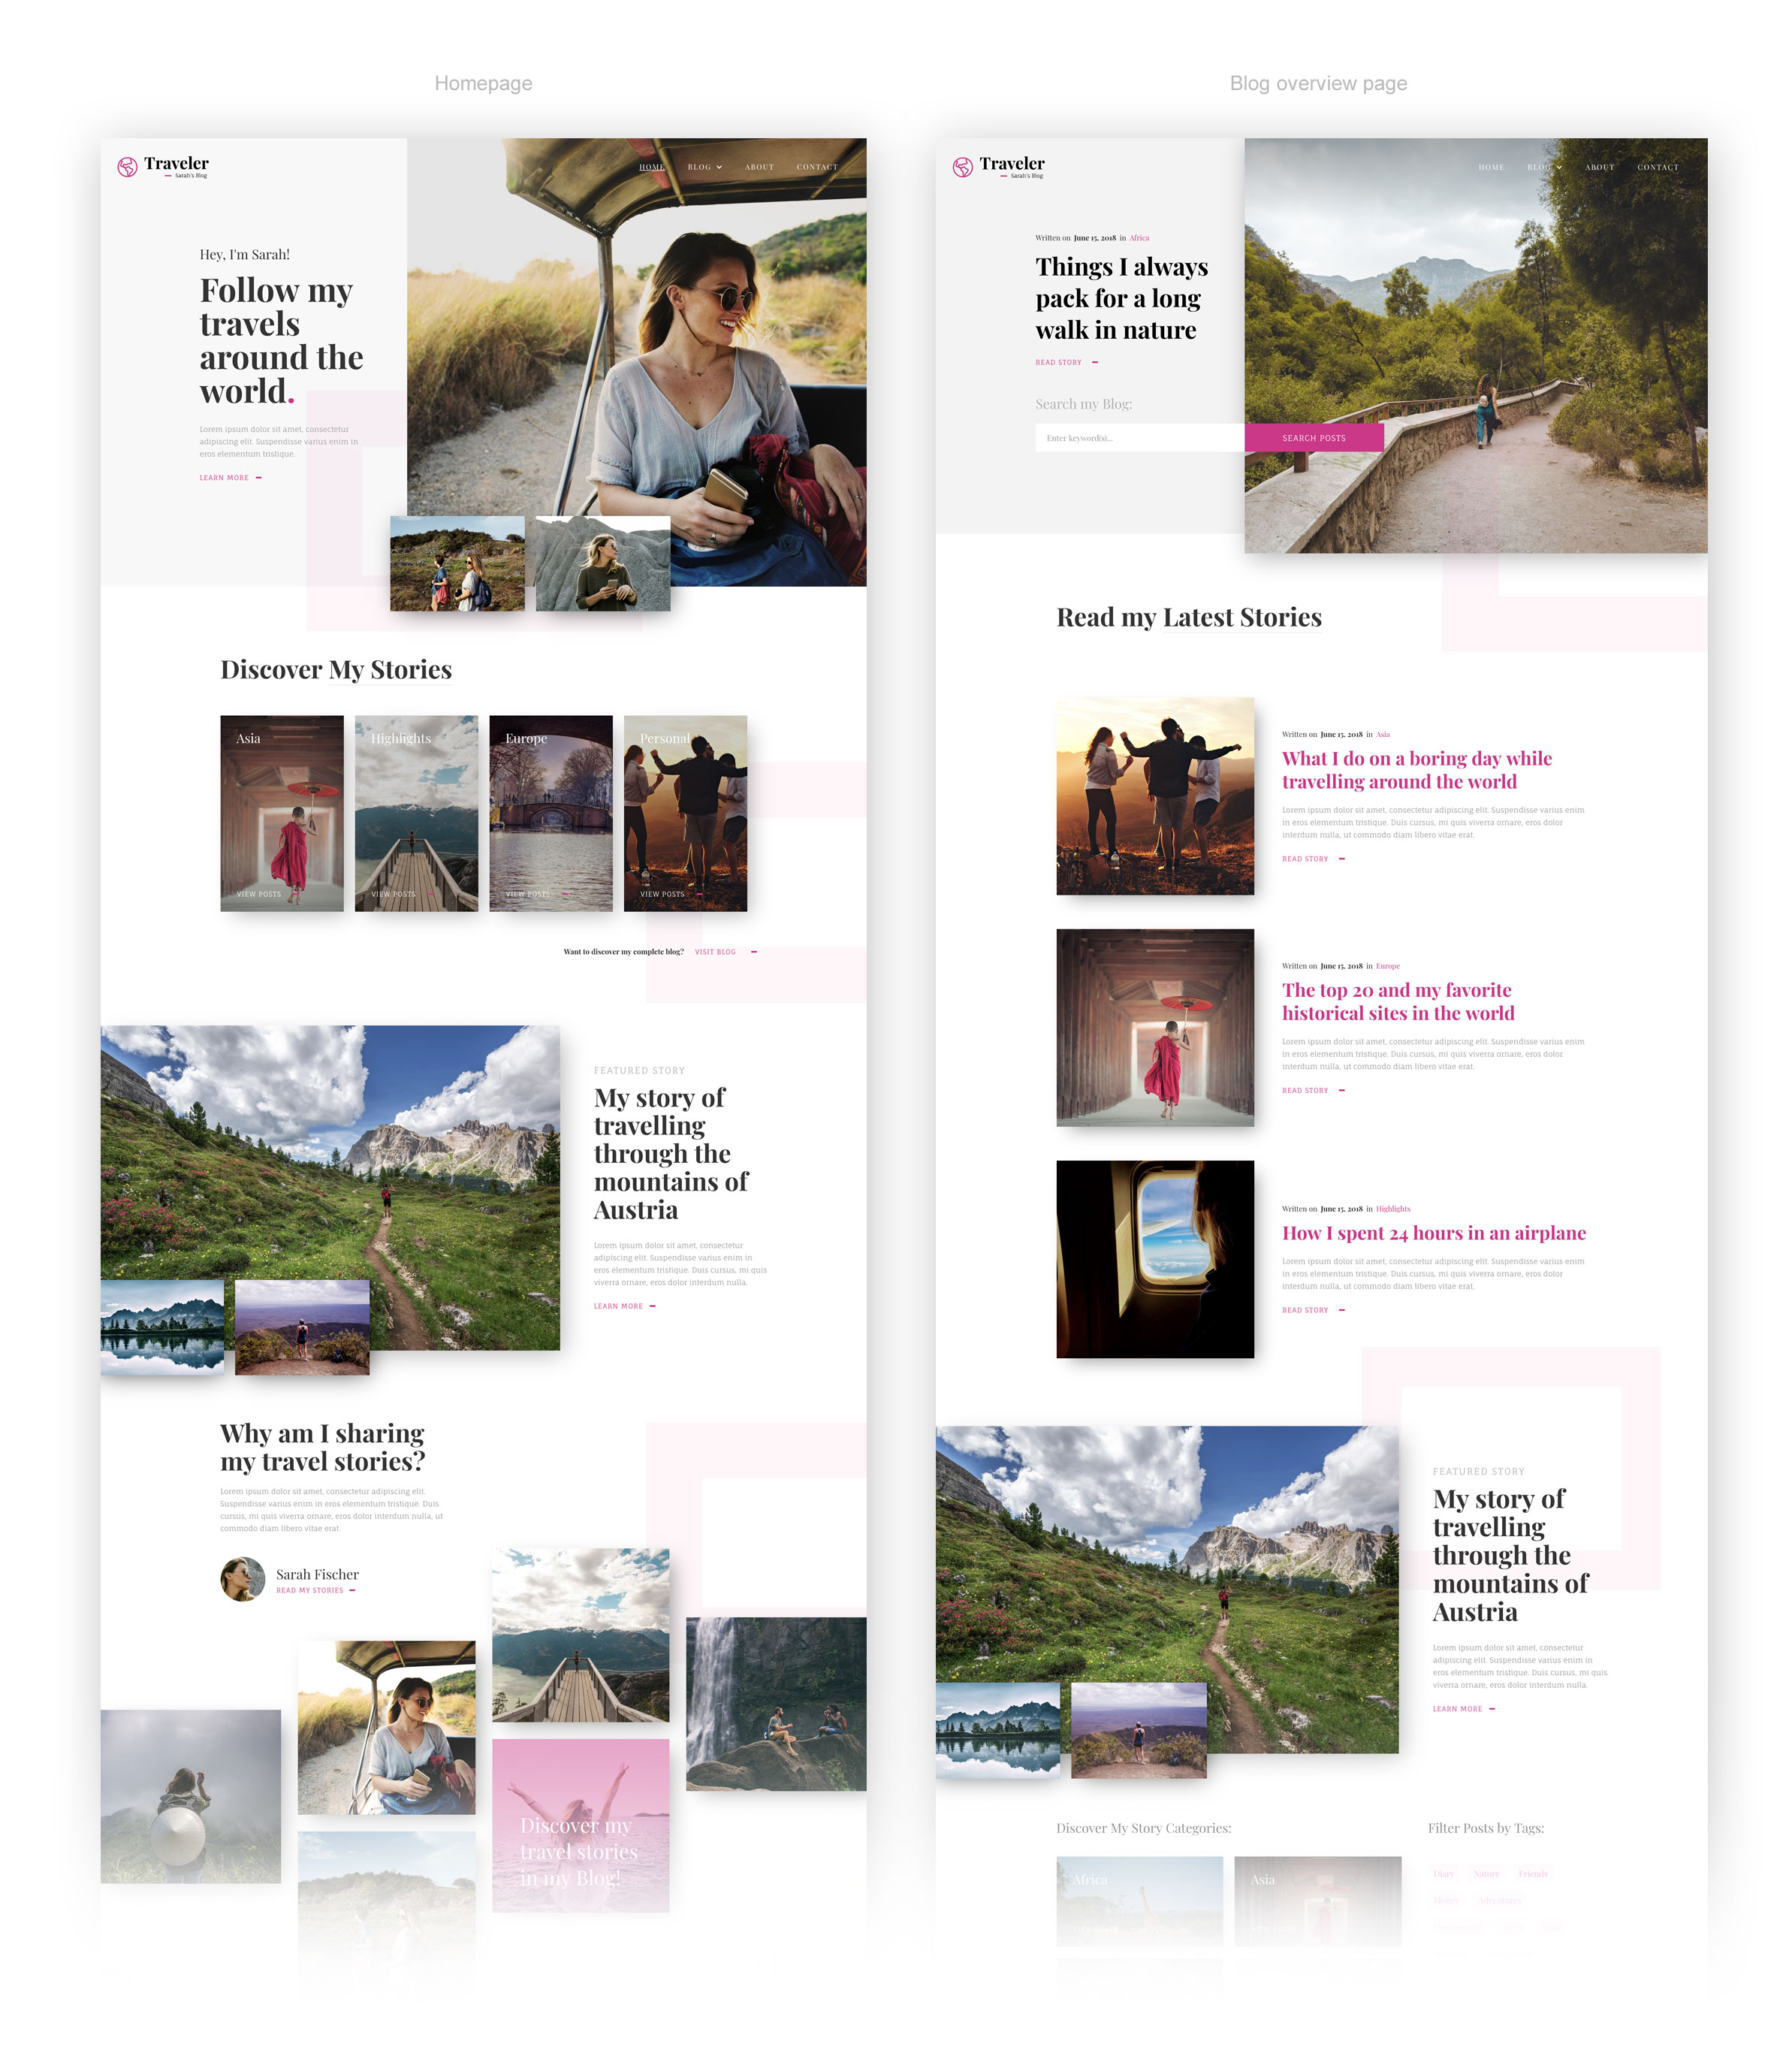 Homepage
Traveler
Sarah's Blog
HOME BLOG ABOUT CONTACT
Hey, I'm Sarah!
Follow my
travels
around the
world.
Lorem ipsum dolor sit amet, consectetur
adipiscing elit. Suspendisse varius enim in
eros elementum tristique.
LEARN MORE
Discover My Stories
Asia
VIEW POSTS
Highlights
VIEW POSTS
Europe
VIEW POSTS
Personal
VIEW POSTS
Want to discover my complete blog? VISIT BLOG
FEATURED STORY
My story of
travelling
through the
mountains of
Austria
Lorem ipsum dolor sit amet, consectetur
adipiscing elit. Suspendisse varius enim in
eros elementum tristique. Duis cursus, mi quis
viverra ornare, eros dolor interdum nulla.
LEARN MORE
Why am I sharing
my travel stories?
Lorem ipsum dolor sit amet, consectetur adipiscing elit.
Suspendisse varius enim in eros elementum tristique. Duis
cursus, mi quis viverra ornare, eros dolor interdum nulla, ut
commodo diam libero vitae erat.
Sarah Fischer
READ MY STORIES
Discover my
travel stories
in my Blog!
Blog overview page
Traveler
Sarah's Blog
HOME BLOG ABOUT CONTACT
Written on June 15, 2018 in Africa
Things I always
pack for a long
walk in nature
READ STORY
Search my Blog:
Enter keyword(s)...
SEARCH POSTS
Read my Latest Stories
Written on June 15, 2018 in Asia
What I do on a boring day while
travelling around the world
Lorem ipsum dolor sit amet, consectetur adipiscing elit. Suspendisse varius enim
in eros elementum tristique. Duis cursus, mi quis viverra ornare, eros dolor
interdum nulla, ut commodo diam libero vitae erat.
READ STORY
Written on June 15, 2018 in Europe
The top 20 and my favorite
historical sites in the world
Lorem ipsum dolor sit amet, consectetur adipiscing elit. Suspendisse varius enim
in eros elementum tristique. Duis cursus, mi quis viverra ornare, eros dolor
interdum nulla, ut commodo diam libero vitae erat.
READ STORY
Written on June 15, 2018 in Highlights
How I spent 24 hours in an airplane
Lorem ipsum dolor sit amet, consectetur adipiscing elit. Suspendisse varius enim
in eros elementum tristique. Duis cursus, mi quis viverra ornare, eros dolor
interdum nulla, ut commodo diam libero vitae erat.
READ STORY
FEATURED STORY
My story of
travelling
through the
mountains of
Austria
Lorem ipsum dolor sit amet, consectetur
adipiscing elit. Suspendisse varius enim in
eros elementum tristique. Duis cursus, mi quis
viverra ornare, eros dolor interdum nulla.
LEARN MORE
Discover My Story Categories:
Africa
Asia
Filter Posts by Tags:
Diary Nature Friends
Money Adventures